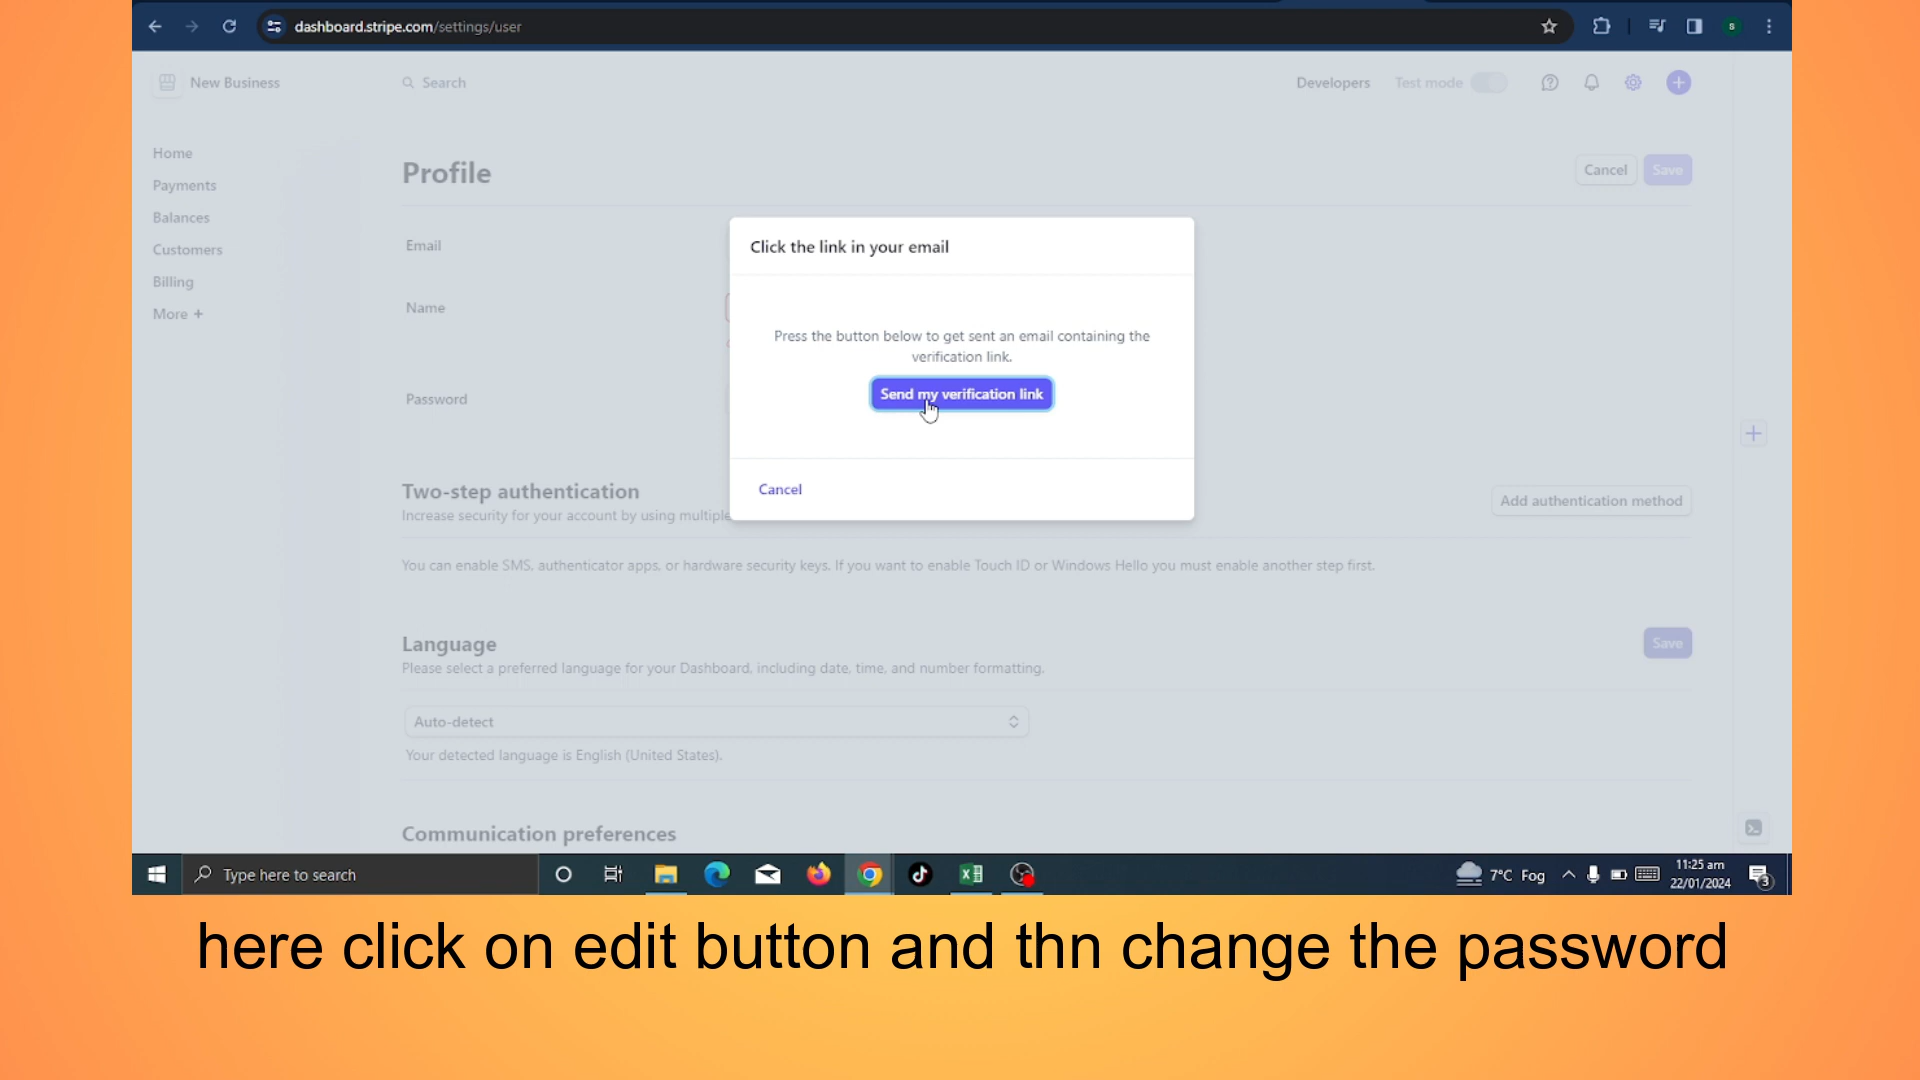 dashboard.stripe.com/settings/user
s
New Business
Search
Developers
Test mode
Home
Payments
Balances
Customers
Billing
More +
Profile
Cancel
Save
Email
Name
Password
Click the link in your email
Press the button below to get sent an email containing the
verification link.
Send my verification link
Cancel
Two-step authentication
Increase security for your account by using multiple
Add authentication method
You can enable SMS, authenticator apps, or hardware security keys. If you want to enable Touch ID or Windows Hello you must enable another step first.
Language
Save
Please select a preferred language for your Dashboard, including date, time, and number formatting.
Auto-detect
Your detected language is English (United States).
Communication preferences
Type here to search
7°C Fog
11:25 am
22/01/2024
3
here click on edit button and thn change the password